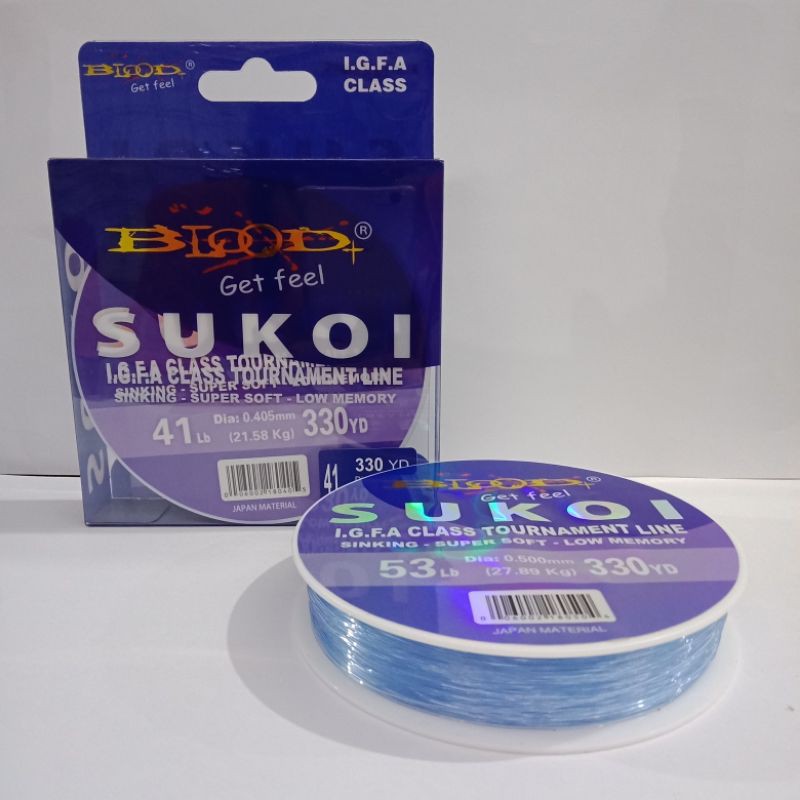 BLOOD®
Get feel
I.G.F.A
CLASS
BLOOD®
Get feel
SUKOI
I.G.F.A CLASS TOURNAMENT LINE
SINKING - SUPER SOFT - LOW MEMORY
41 Lb Dia: 0.405mm (21.58 Kg) 330 YD
JAPAN MATERIAL
41
330 YD
BLOOD®
Get feel
SUKOI
I.G.F.A CLASS TOURNAMENT LINE
SINKING - SUPER SOFT - LOW MEMORY
53 Lb Dia: 0.500mm (27.89 Kg) 330 YD
JAPAN MATERIAL